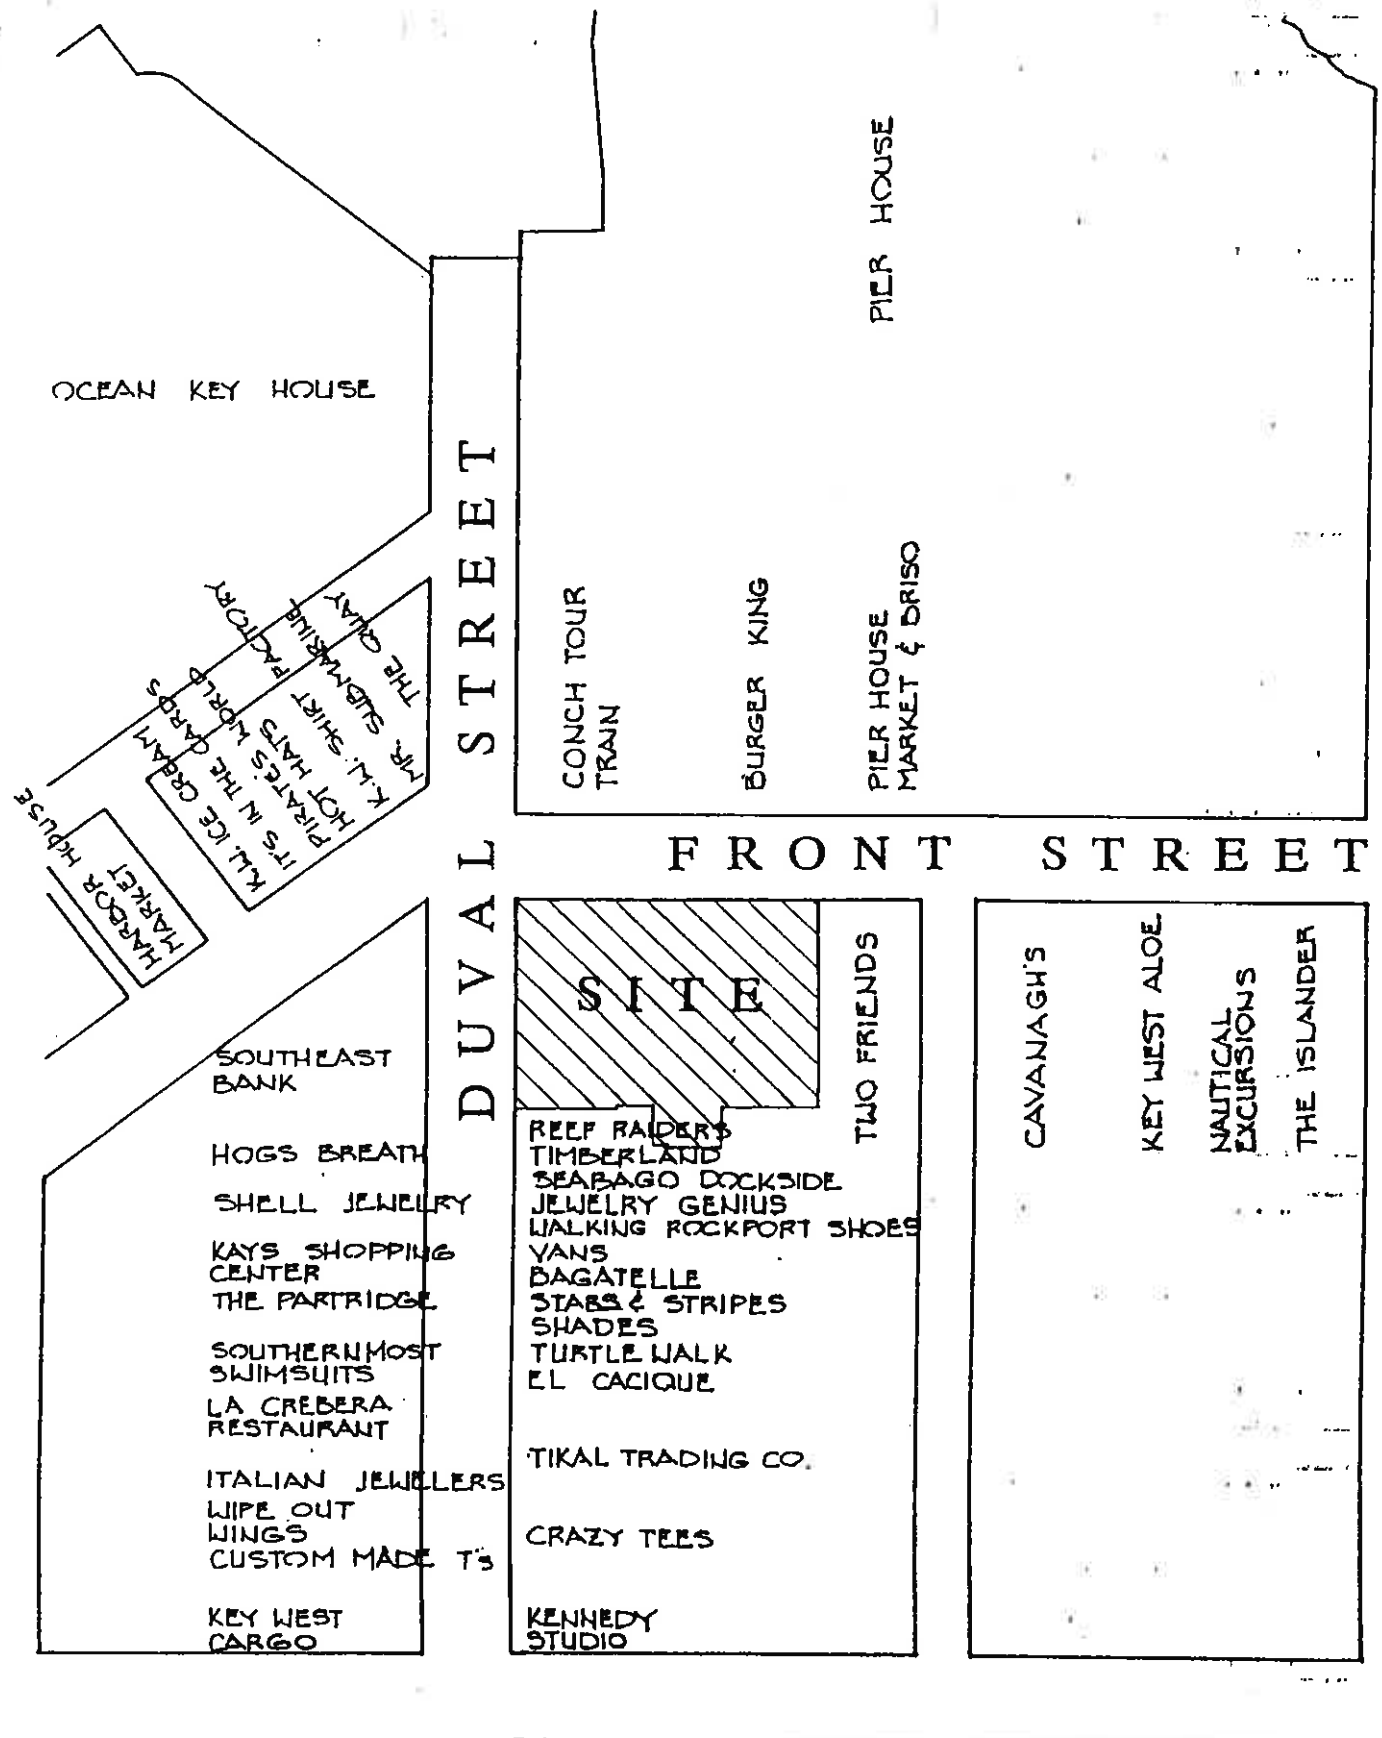 PIER HOUSE
OCEAN KEY HOUSE
DUVAL STREET
CONCH TOUR
TRAIN
BURGER KING
PIER HOUSE
MARKET & BRISO
THE QUAY
MR. SUBMARINE
K.W. SHIRT FACTORY
HOT HATS
PIRATE'S WORLD
IT'S IN THE CARDS
K.W. ICE CREAM
HARBOR HOUSE
MARKET
FRONT STREET
SITE
TWO FRIENDS
CAVANAGH'S
KEY WEST ALOE
NAUTICAL
EXCURSIONS
THE ISLANDER
SOUTHEAST
BANK
HOGS BREATH
SHELL JEWELRY
KAYS SHOPPING
CENTER
THE PARTRIDGE
SOUTHERNMOST
SWIMSUITS
LA CREBERA
RESTAURANT
ITALIAN JEWELERS
WIPE OUT
WINGS
CUSTOM MADE T's
KEY WEST
CARGO
REEF RAIDERS
TIMBERLAND
SEABAGO DOCKSIDE
JEWELRY GENIUS
WALKING ROCKPORT SHOES
VANS
BAGATELLE
STABS & STRIPES
SHADES
TURTLE WALK
EL CACIQUE
TIKAL TRADING CO.
CRAZY TEES
KENNEDY
STUDIO